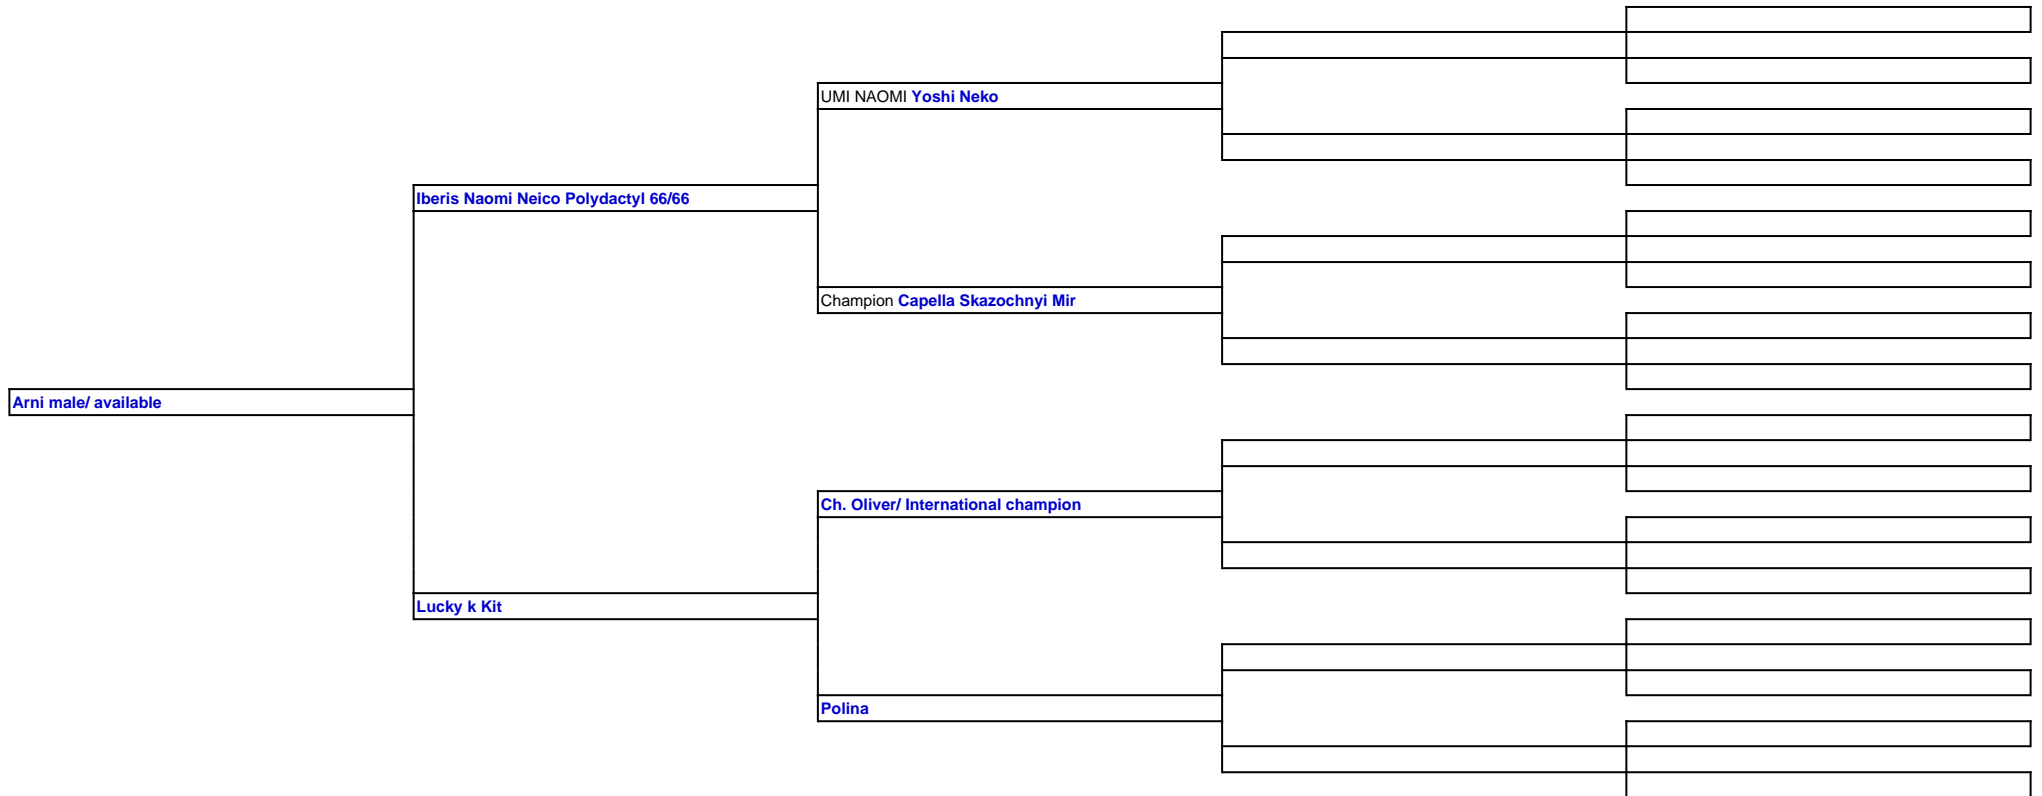 UMI NAOMI Yoshi Neko
Iberis Naomi Neico Polydactyl 66/66
Champion Capella Skazochnyi Mir
Arni male/ available
Ch. Oliver/ International champion
Lucky k Kit
Polina